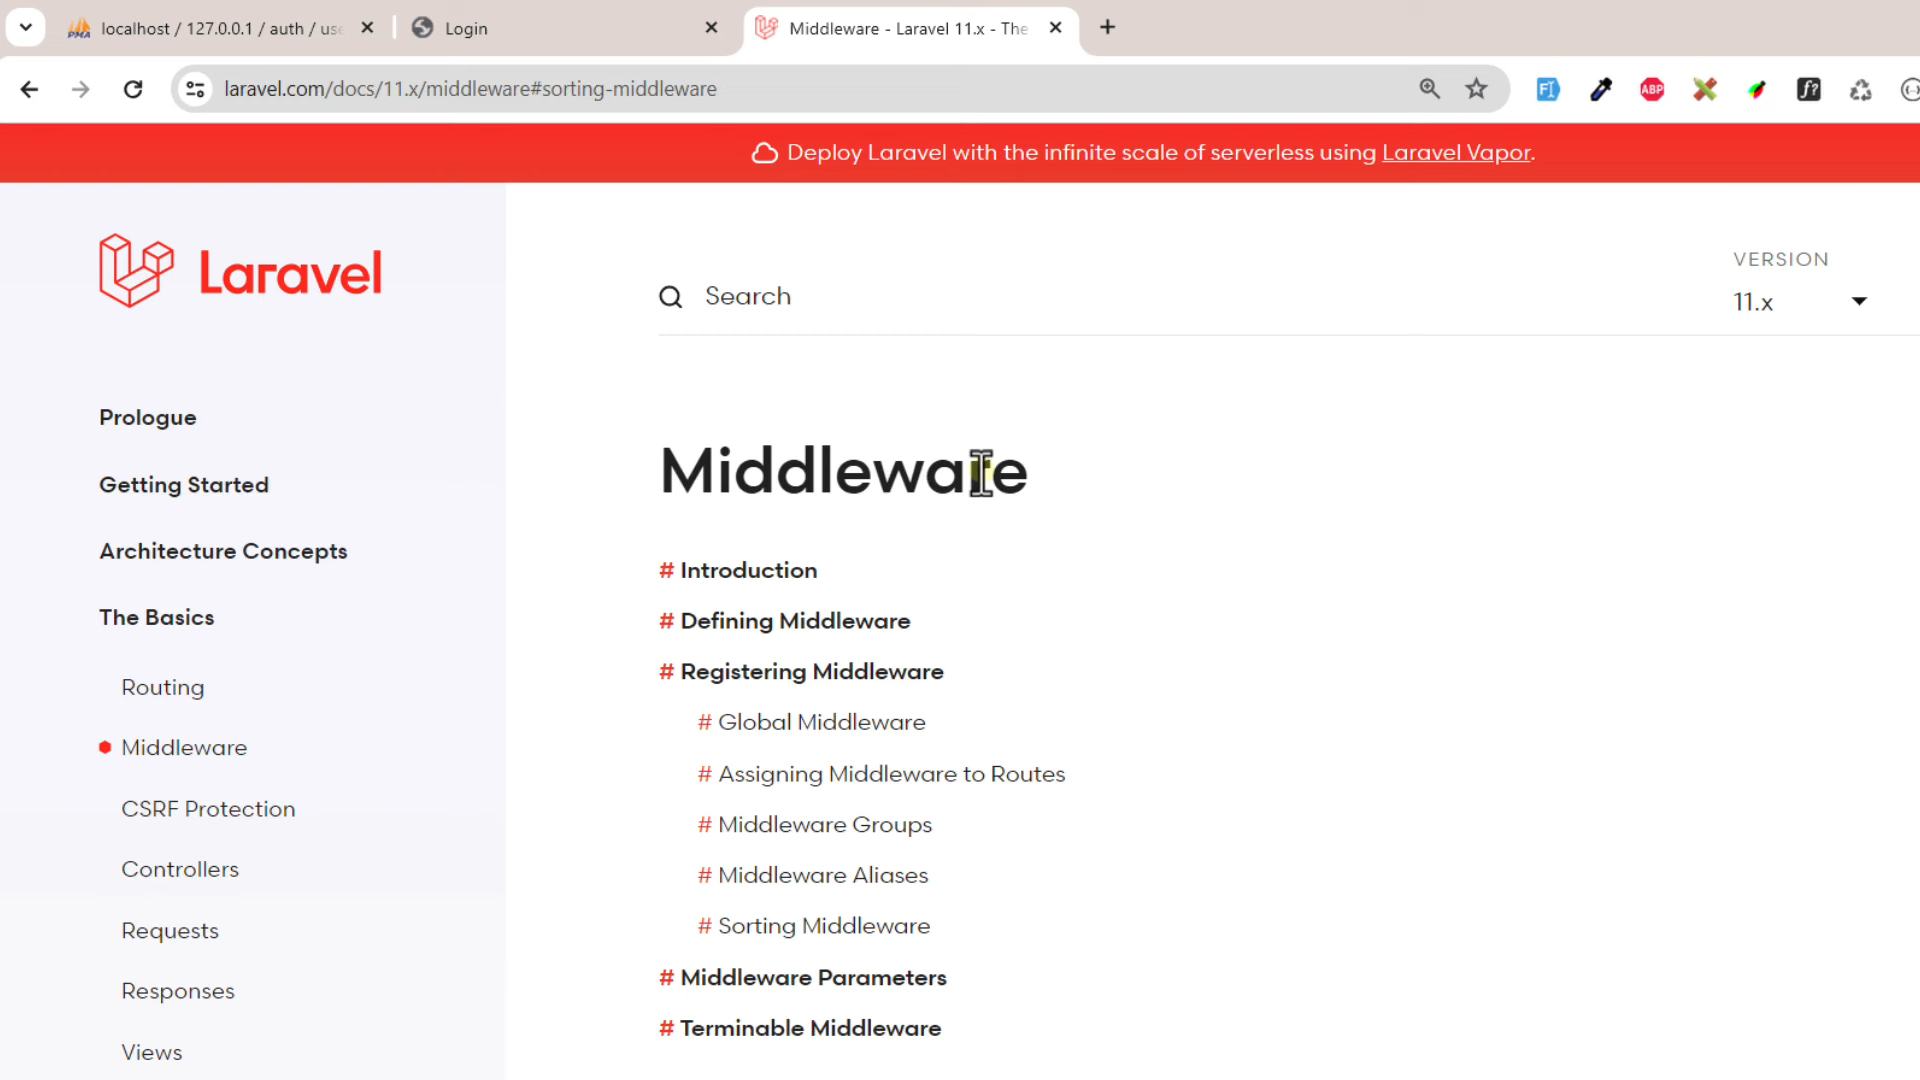 localhost / 127.0.0.1 / auth / use
Login
Middleware - Laravel 11.x - The
laravel.com/docs/11.x/middleware#sorting-middleware
FI
ABP
f?
Deploy Laravel with the infinite scale of serverless using Laravel Vapor.
Laravel
Search
VERSION
11.x
Prologue
Getting Started
Architecture Concepts
The Basics
Routing
Middleware
CSRF Protection
Controllers
Requests
Responses
Views
Middleware
# Introduction
# Defining Middleware
# Registering Middleware
# Global Middleware
# Assigning Middleware to Routes
# Middleware Groups
# Middleware Aliases
# Sorting Middleware
# Middleware Parameters
# Terminable Middleware